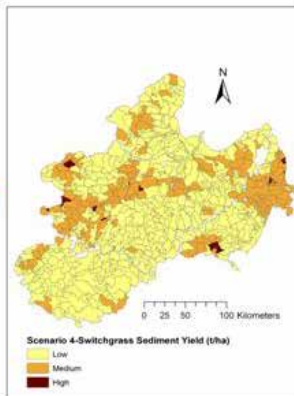 N
0 25 50 100 Kilometers
Scenario 4-Switchgrass Sediment Yield (t/ha)
Low
Medium
High